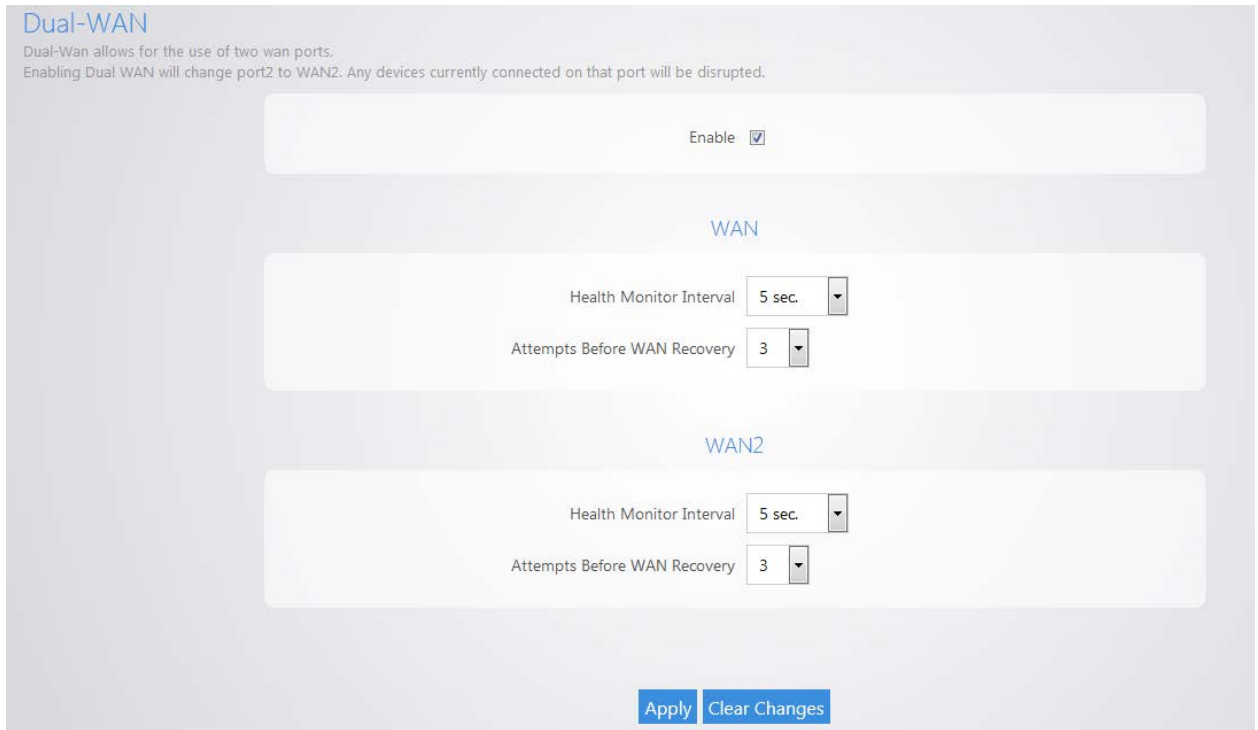 Dual-WAN
Dual-Wan allows for the use of two wan ports.
Enabling Dual WAN will change port2 to WAN2. Any devices currently connected on that port will be disrupted.
Enable
WAN
Health Monitor Interval 5 sec.
Attempts Before WAN Recovery 3
WAN2
Health Monitor Interval 5 sec.
Attempts Before WAN Recovery 3
Apply Clear Changes